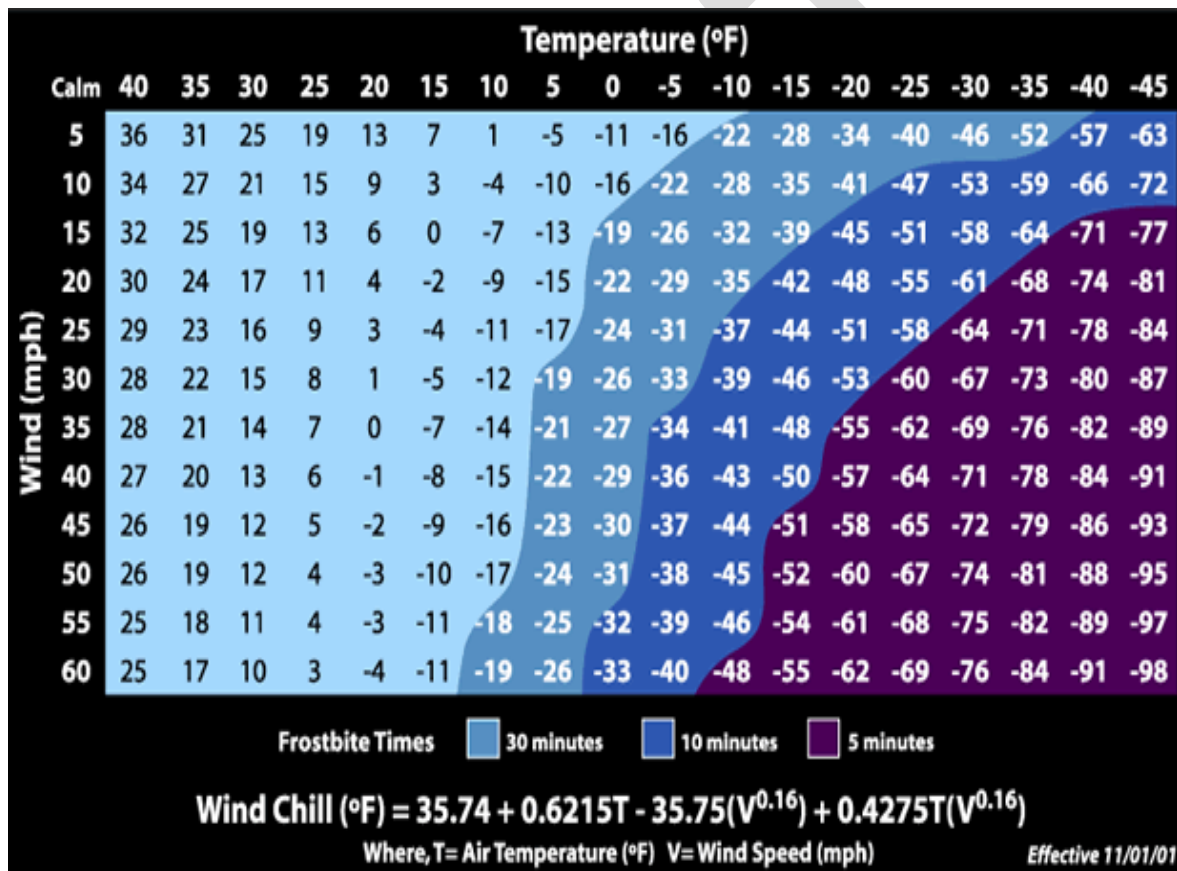 Temperature (ºF)
Calm 40 35 30 25 20 15 10 5 0 -5 -10 -15 -20 -25 -30 -35 -40 -45
Wind (mph)
5 36 31 25 19 13 7 1 -5 -11 -16 -22 -28 -34 -40 -46 -52 -57 -63
10 34 27 21 15 9 3 -4 -10 -16 -22 -28 -35 -41 -47 -53 -59 -66 -72
15 32 25 19 13 6 0 -7 -13 -19 -26 -32 -39 -45 -51 -58 -64 -71 -77
20 30 24 17 11 4 -2 -9 -15 -22 -29 -35 -42 -48 -55 -61 -68 -74 -81
25 29 23 16 9 3 -4 -11 -17 -24 -31 -37 -44 -51 -58 -64 -71 -78 -84
30 28 22 15 8 1 -5 -12 -19 -26 -33 -39 -46 -53 -60 -67 -73 -80 -87
35 28 21 14 7 0 -7 -14 -21 -27 -34 -41 -48 -55 -62 -69 -76 -82 -89
40 27 20 13 6 -1 -8 -15 -22 -29 -36 -43 -50 -57 -64 -71 -78 -84 -91
45 26 19 12 5 -2 -9 -16 -23 -30 -37 -44 -51 -58 -65 -72 -79 -86 -93
50 26 19 12 4 -3 -10 -17 -24 -31 -38 -45 -52 -60 -67 -74 -81 -88 -95
55 25 18 11 4 -3 -11 -18 -25 -32 -39 -46 -54 -61 -68 -75 -82 -89 -97
60 25 17 10 3 -4 -11 -19 -26 -33 -40 -48 -55 -62 -69 -76 -84 -91 -98
Frostbite Times 30 minutes 10 minutes 5 minutes
Wind Chill (ºF) = 35.74 + 0.6215T - 35.75(V^0.16) + 0.4275T(V^0.16)
Where, T= Air Temperature (ºF) V= Wind Speed (mph) Effective 11/01/01